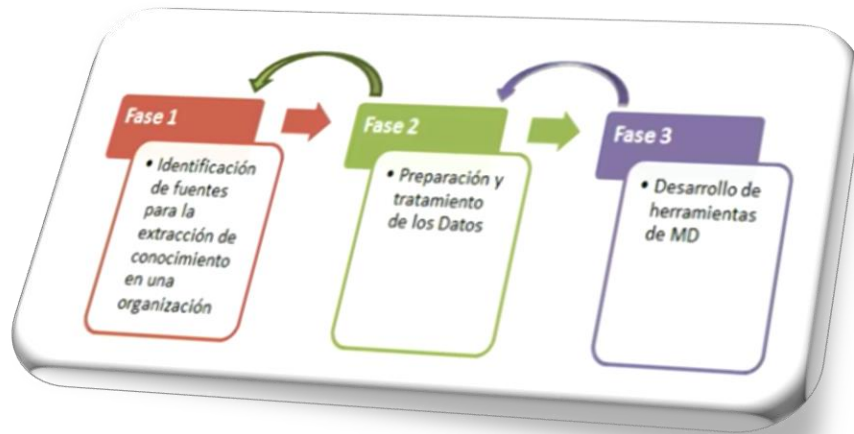 Fase 1
• Identificación
de fuentes
para la
extracción de
conocimiento
en una
organización
Fase 2
• Preparación y
tratamiento
de los Datos
Fase 3
• Desarrollo de
herramientas
de MD